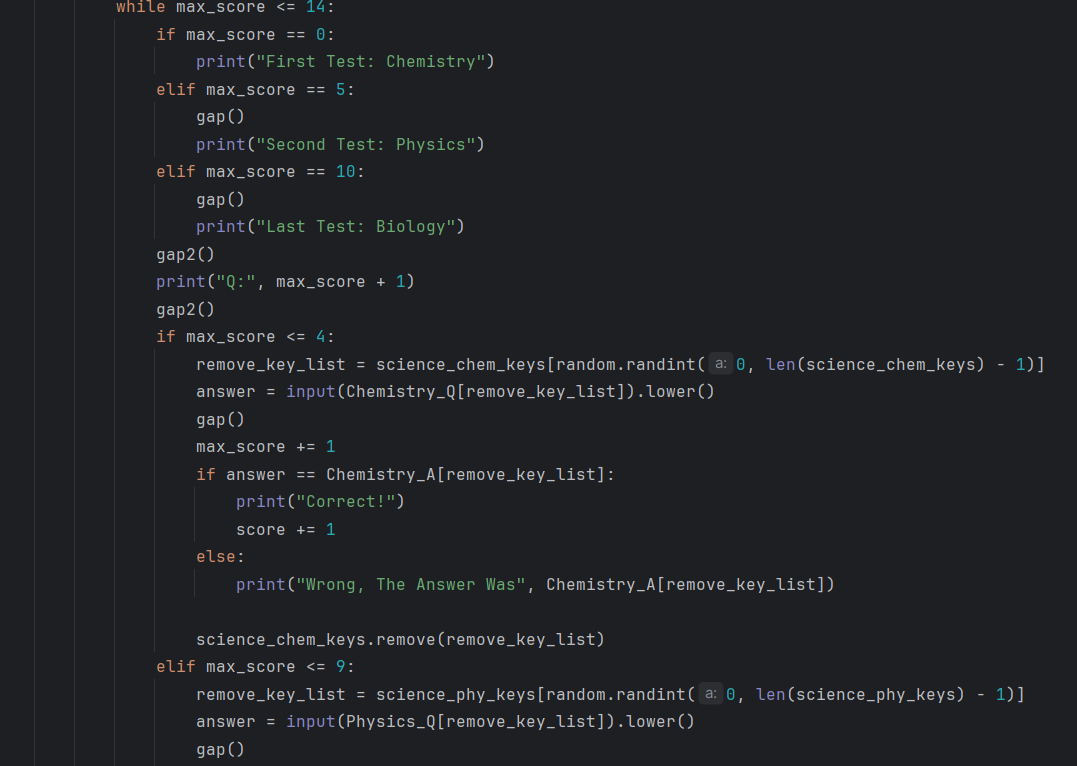 while max_score <= 14:
if max_score == 0:
print("First Test: Chemistry")
elif max_score == 5:
gap()
print("Second Test: Physics")
elif max_score == 10:
gap()
print("Last Test: Biology")
gap2()
print("Q:", max_score + 1)
gap2()
if max_score <= 4:
remove_key_list = science_chem_keys[random.randint( a: 0, len(science_chem_keys) - 1)]
answer = input(Chemistry_Q[remove_key_list]).lower()
gap()
max_score += 1
if answer == Chemistry_A[remove_key_list]:
print("Correct!")
score += 1
else:
print("Wrong, The Answer Was", Chemistry_A[remove_key_list])
science_chem_keys.remove(remove_key_list)
elif max_score <= 9:
remove_key_list = science_phy_keys[random.randint( a: 0, len(science_phy_keys) - 1)]
answer = input(Physics_Q[remove_key_list]).lower()
gap()